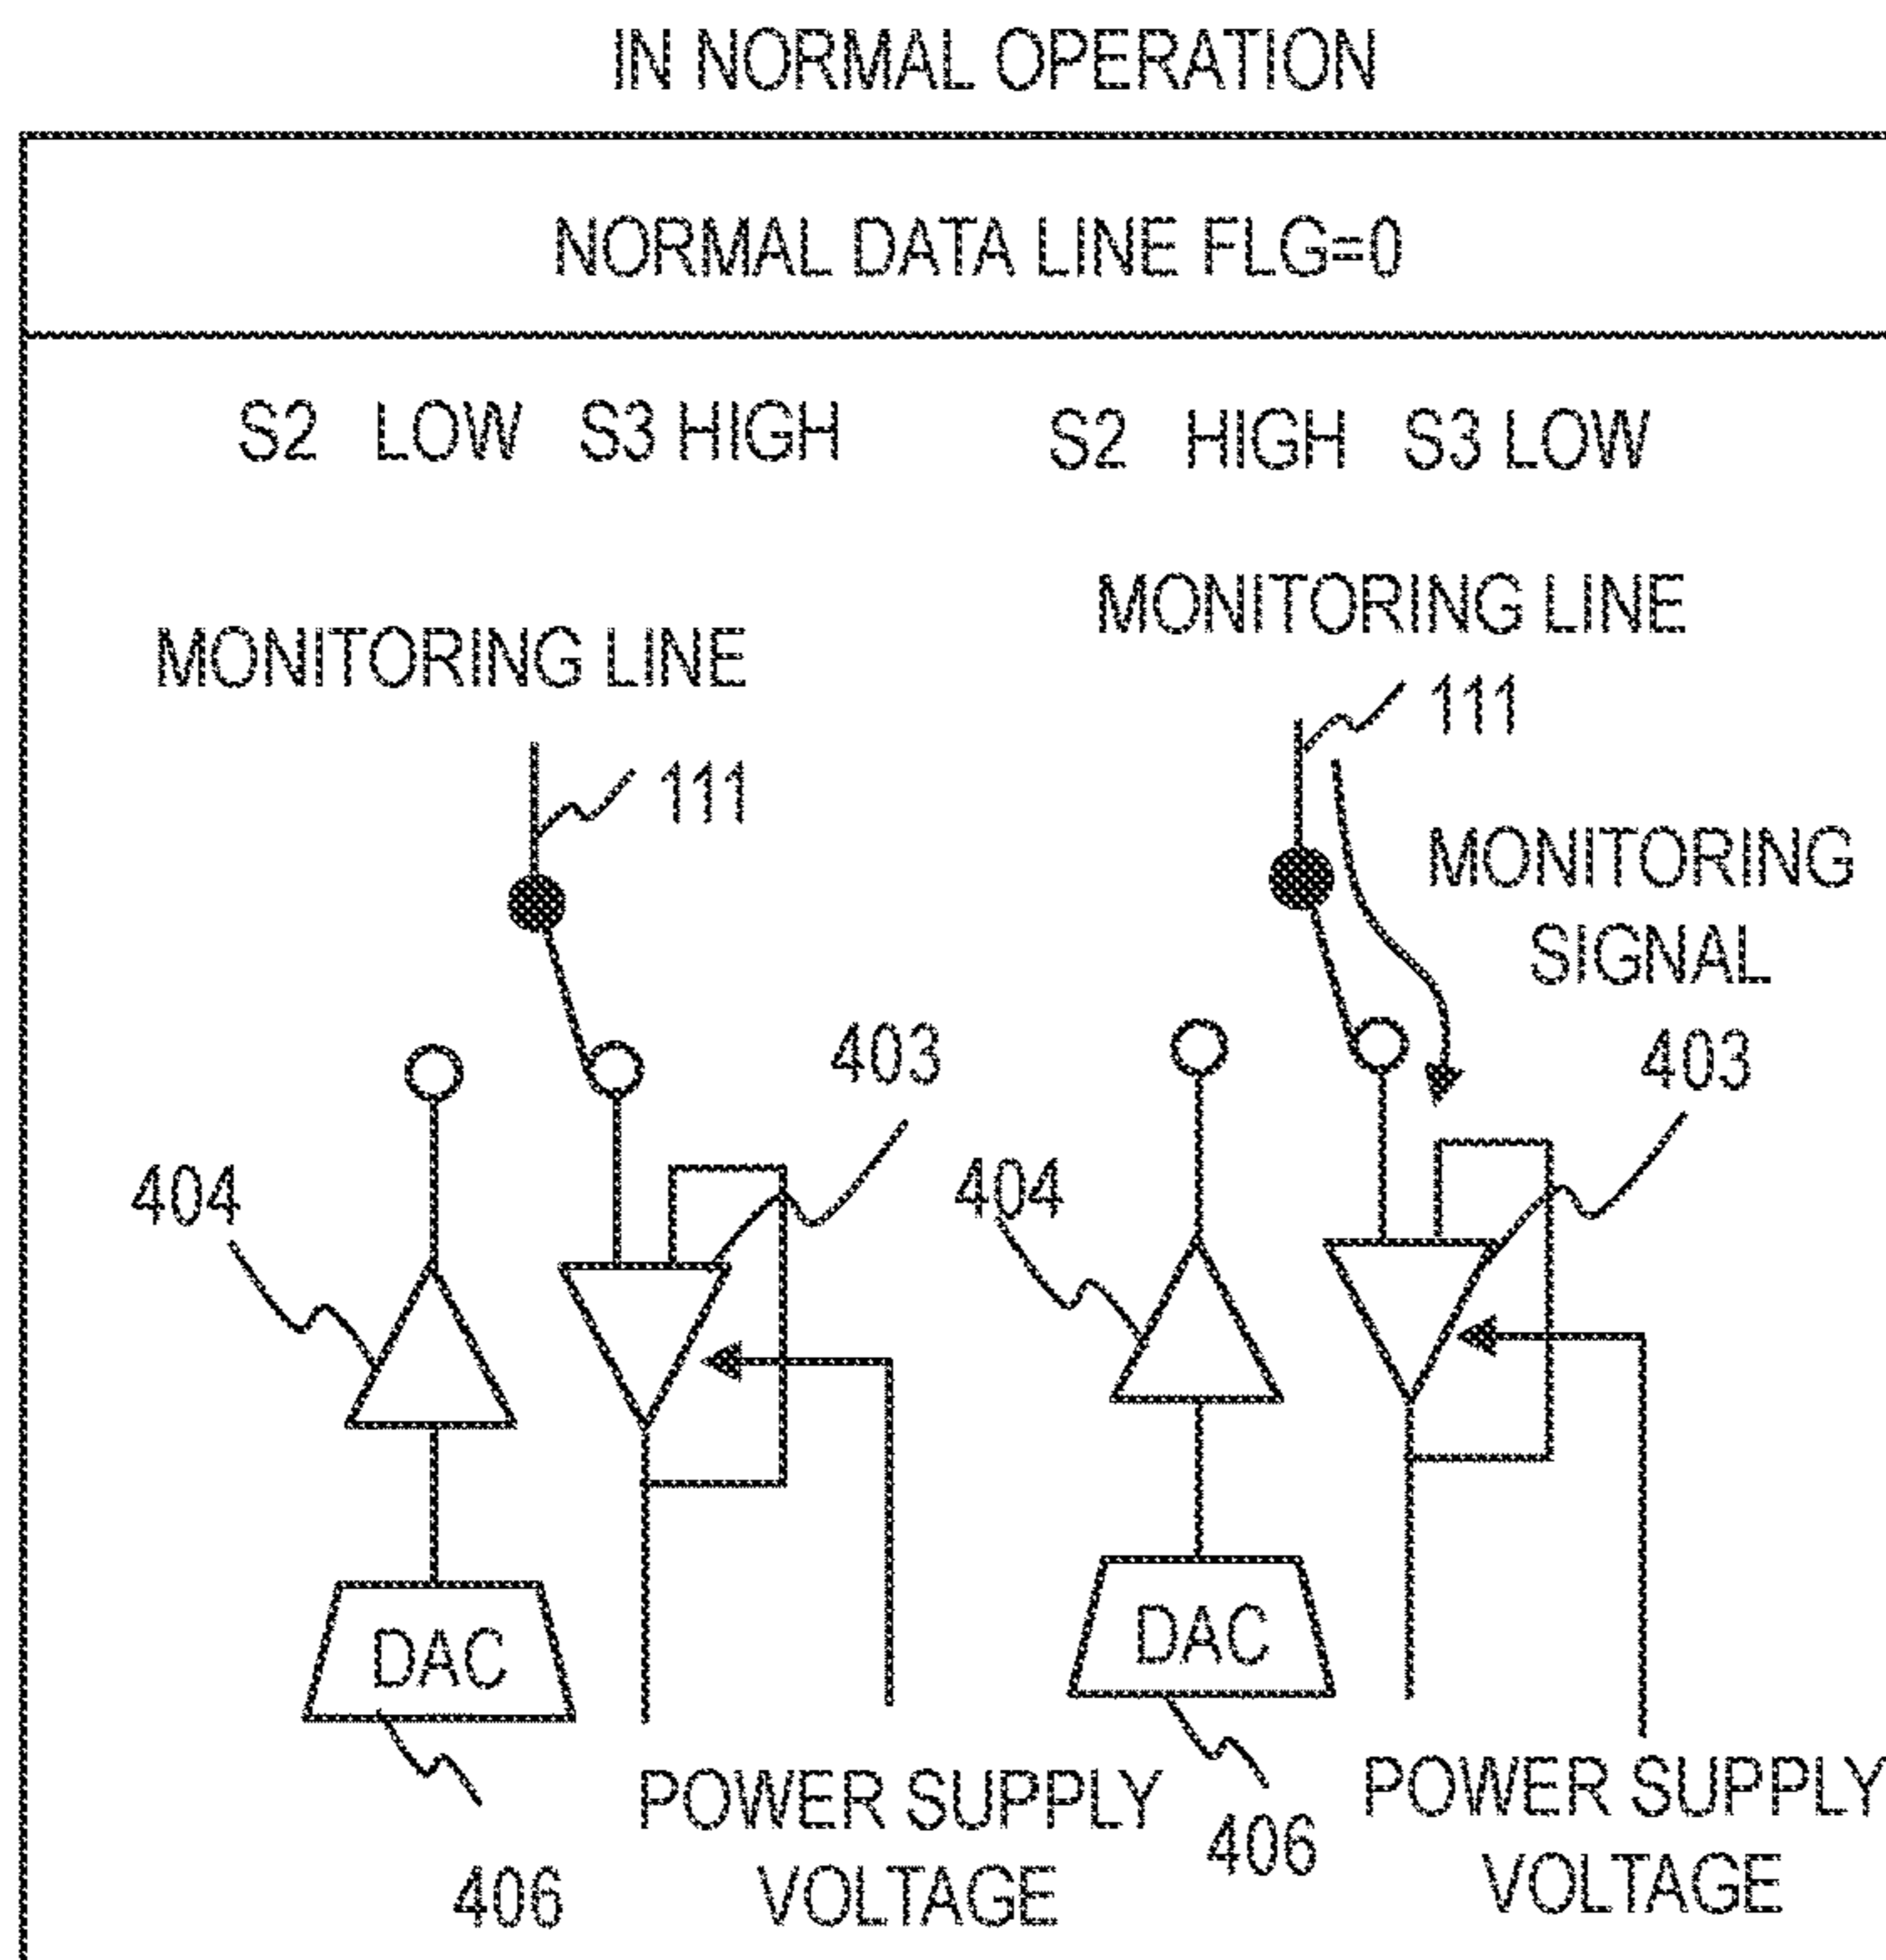 IN NORMAL OPERATION
NORMAL DATA LINE FLG=0
S2 LOW S3 HIGH
S2 HIGH S3 LOW
MONITORING LINE
111
403
404
DAC
406
POWER SUPPLY
VOLTAGE
MONITORING LINE
111
MONITORING
SIGNAL
403
404
DAC
406
POWER SUPPLY
VOLTAGE